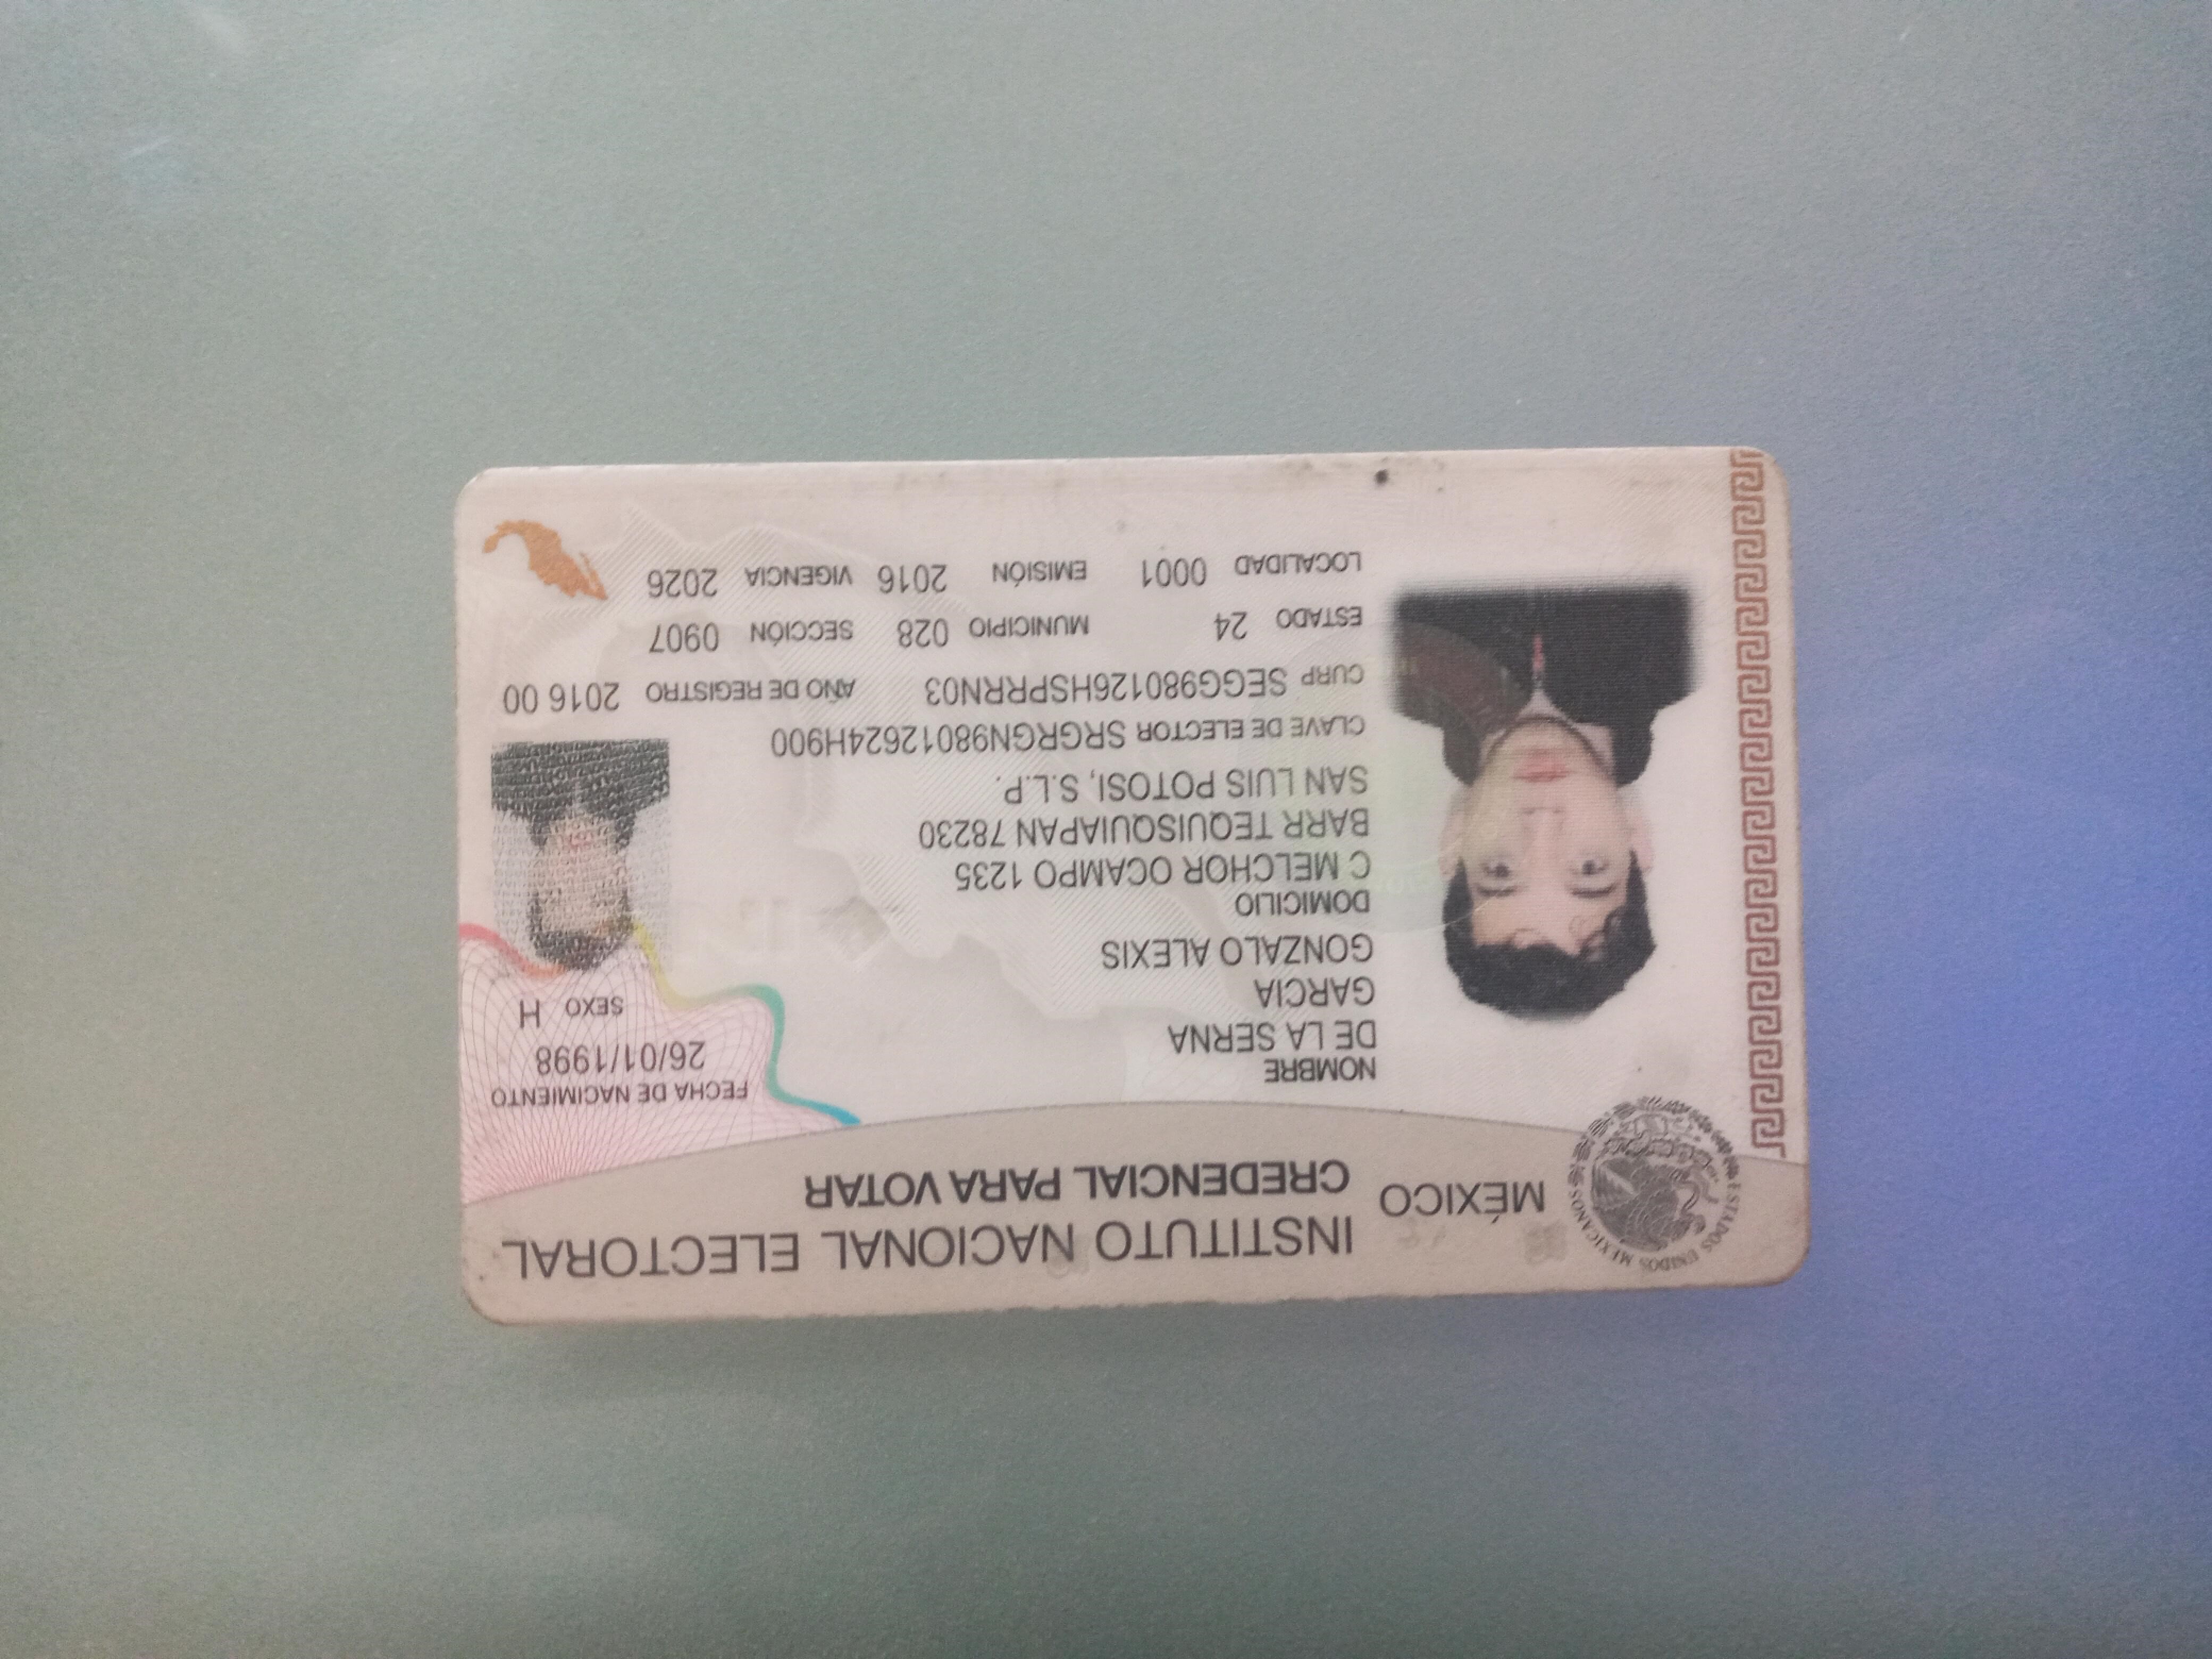 MÉXICO
INSTITUTO NACIONAL ELECTORAL
CREDENCIAL PARA VOTAR
ESTADOS UNIDOS MEXICANOS
NOMBRE
DE LA SERNA
GARCIA
GONZALO ALEXIS
FECHA DE NACIMIENTO
26/01/1998
SEXO H
DOMICILIO
C MELCHOR OCAMPO 1235
BARR TEQUISQUIAPAN 78230
SAN LUIS POTOSI, S.L.P.
CLAVE DE ELECTOR SRGRGN98012624H900
CURP SEGG980126HSPRRN03 AÑO DE REGISTRO 2016 00
ESTADO 24 MUNICIPIO 028 SECCIÓN 0907
LOCALIDAD 0001 EMISIÓN 2016 VIGENCIA 2026